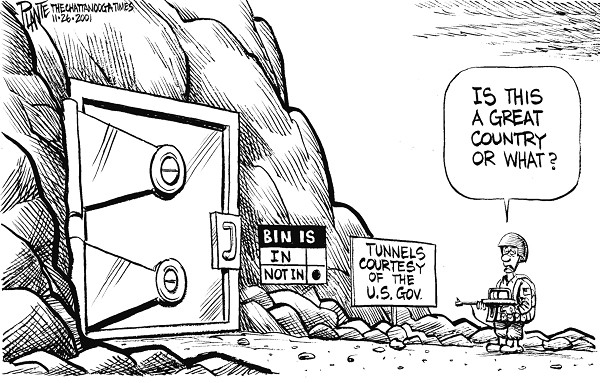 PLANTE THE CHATTANOOGA TIMES
11·26·2001
IS THIS
A GREAT
COUNTRY
OR WHAT?
BIN IS
IN
NOT IN
TUNNELS
COURTESY
OF THE
U.S. GOV.